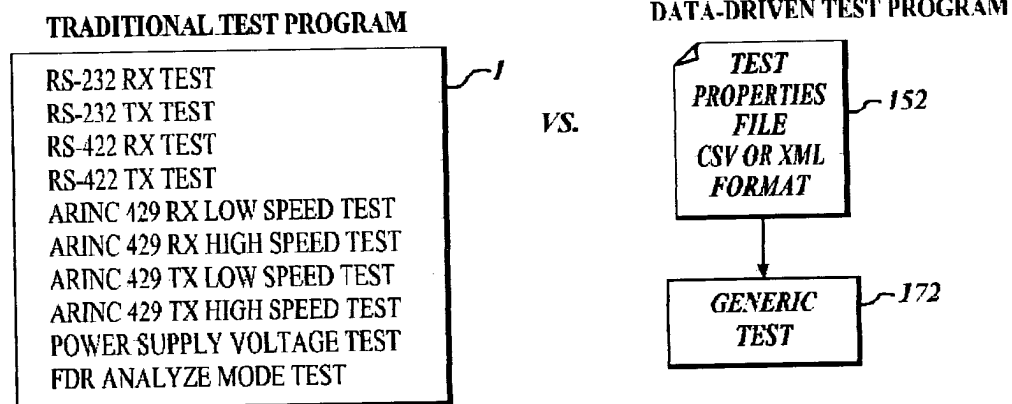 TRADITIONAL TEST PROGRAM
RS-232 RX TEST
RS-232 TX TEST
RS-422 RX TEST
RS-422 TX TEST
ARINC 429 RX LOW SPEED TEST
ARINC 429 RX HIGH SPEED TEST
ARINC 429 TX LOW SPEED TEST
ARINC 429 TX HIGH SPEED TEST
POWER SUPPLY VOLTAGE TEST
FDR ANALYZE MODE TEST
1
VS.
DATA-DRIVEN TEST PROGRAM
TEST
PROPERTIES
FILE
CSV OR XML
FORMAT
152
GENERIC
TEST
172